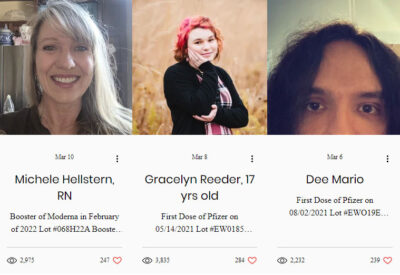 Mar 10
Michele Hellstern,
RN
Booster of Moderna in February
of 2022 Lot #068H22A Booste...
2,975
247
Mar 8
Gracelyn Reeder, 17
yrs old
First Dose of Pfizer on
05/14/2021 Lot #EW0185...
3,835
284
Mar 6
Dee Mario
First Dose of Pfizer on
08/02/2021 Lot #EWO19E...
2,232
239